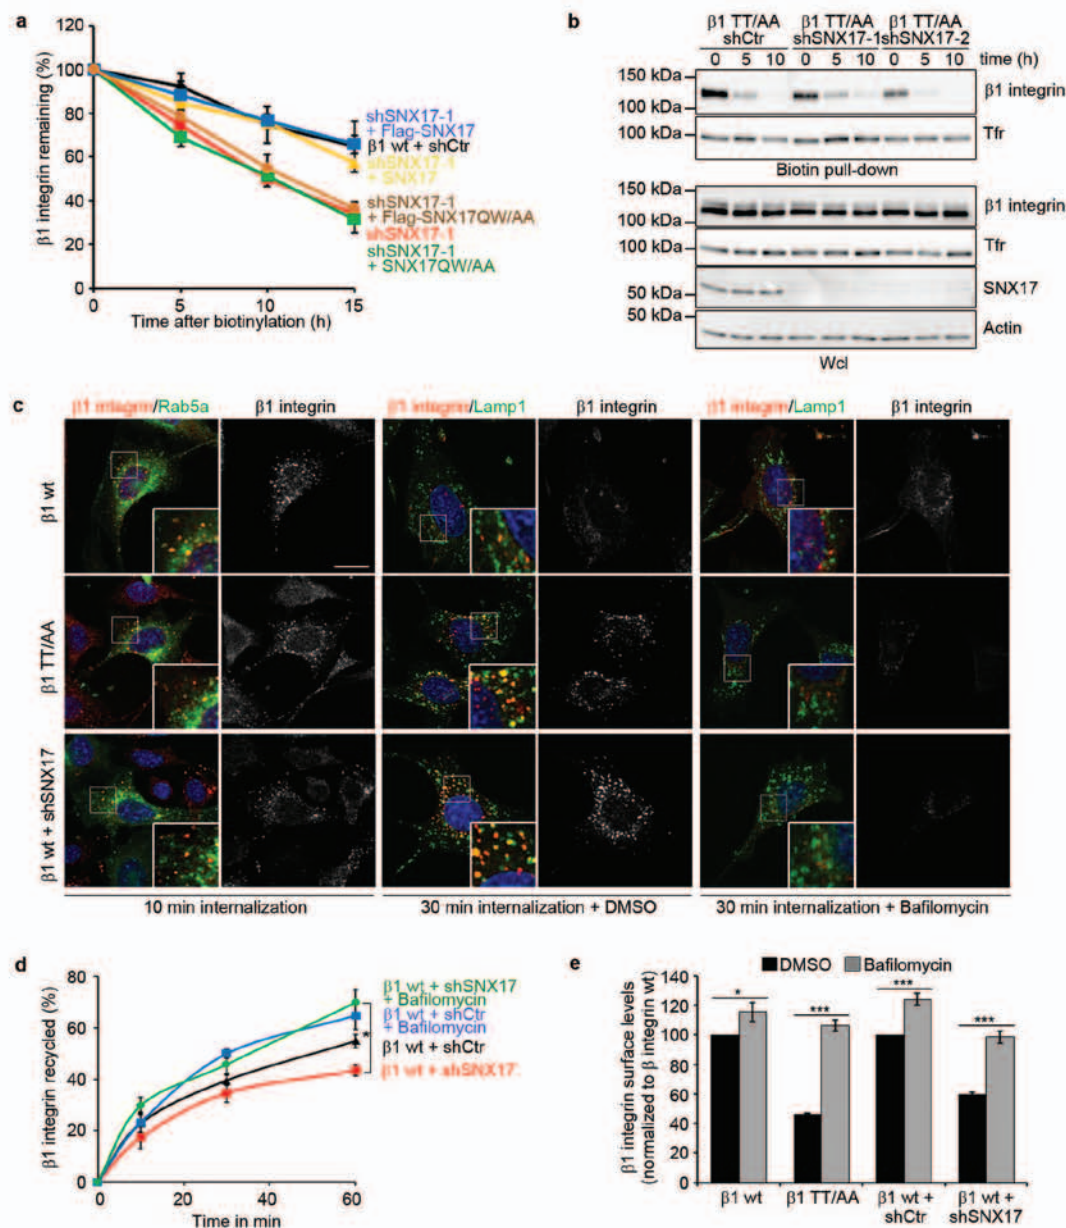 a
120
100
80
60
40
20
0
0
5
10
15
β1 integrin remaining (%)
Time after biotinylation (h)
shSNX17-1
+ Flag-SNX17
β1 wt + shCtr
shSNX17-1
+ SNX17
shSNX17-1
+ Flag-SNX17QW/AA
shSNX17-1
shSNX17-1
+ SNX17QW/AA
b
β1 TT/AA β1 TT/AA β1 TT/AA
shCtr shSNX17-1 shSNX17-2
0 5 10 0 5 10 0 5 10 time (h)
150 kDa
100 kDa
β1 integrin
100 kDa
Tfr
Biotin pull-down
150 kDa
100 kDa
β1 integrin
100 kDa
Tfr
50 kDa
SNX17
50 kDa
Actin
Wcl
c
β1 integrin/Rab5a β1 integrin β1 integrin/Lamp1 β1 integrin β1 integrin/Lamp1 β1 integrin
β1 wt
β1 TT/AA
β1 wt + shSNX17
10 min internalization
30 min internalization + DMSO
30 min internalization + Bafilomycin
d
80
60
40
20
0
0
20
40
60
β1 integrin recycled (%)
Time in min
β1 wt + shSNX17
+ Bafilomycin
β1 wt + shCtr
+ Bafilomycin
*
β1 wt + shCtr
β1 wt + shSNX17
e
DMSO Bafilomycin
140
120
100
80
60
40
20
0
β1 integrin surface levels
(normalized to β integrin wt)
*
***
***
***
β1 wt
β1 TT/AA
β1 wt +
shCtr
β1 wt +
shSNX17